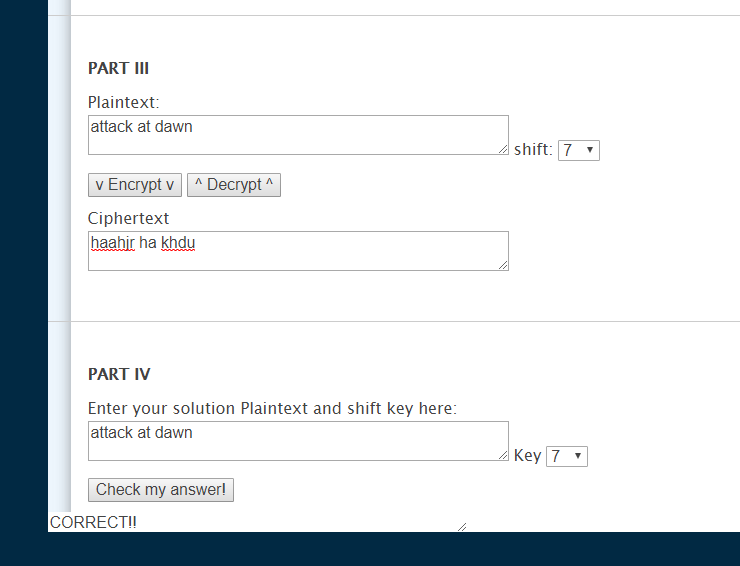 PART III
Plaintext:
attack at dawn
shift: 7
v Encrypt v ^ Decrypt ^
Ciphertext
haahjr ha khdu
PART IV
Enter your solution Plaintext and shift key here:
attack at dawn
Key 7
Check my answer!
CORRECT!!